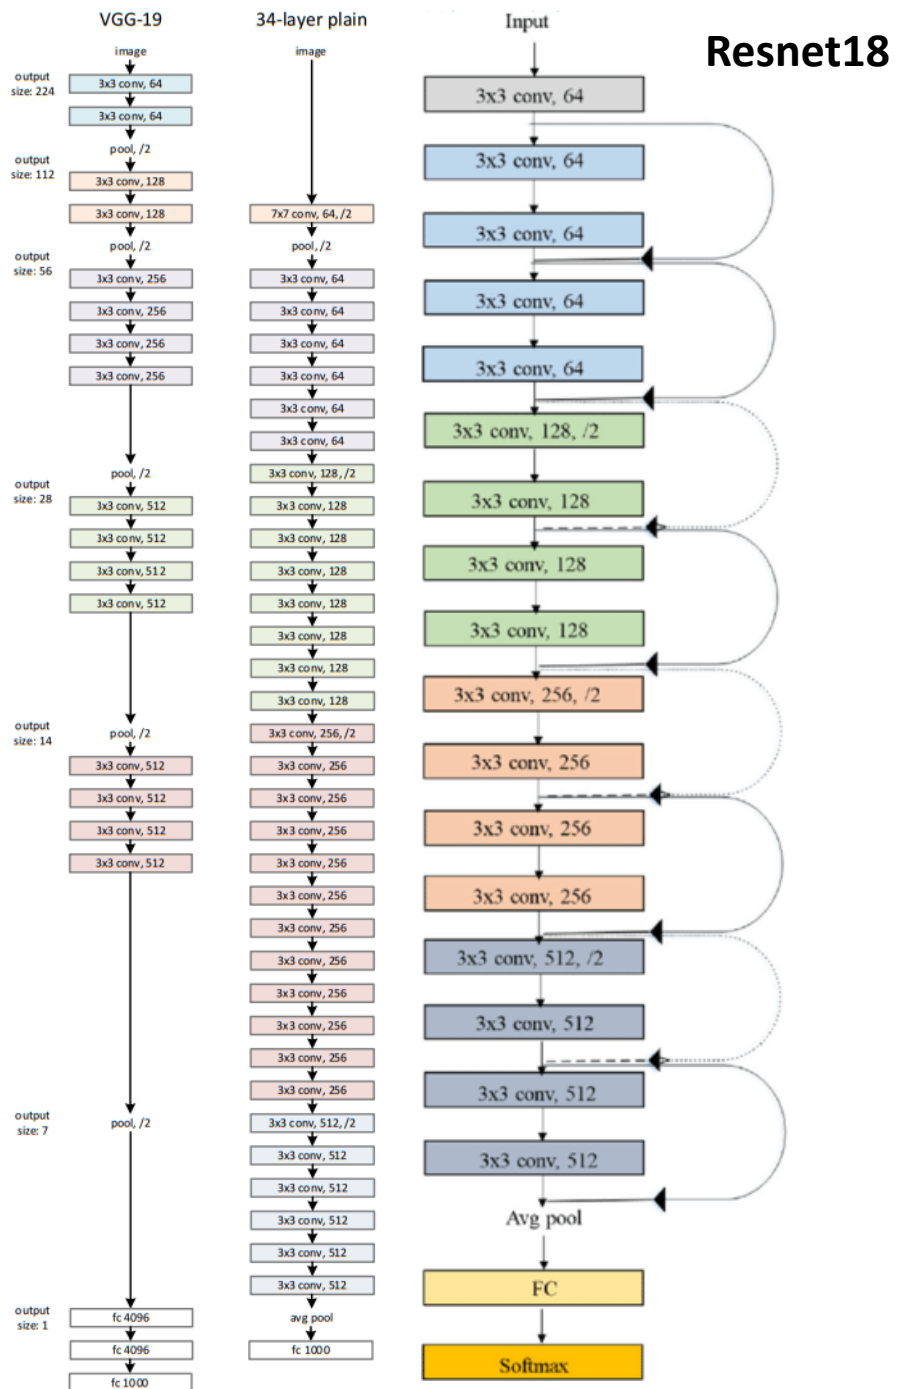 VGG-19
image
output
size: 224
3x3 conv, 64
3x3 conv, 64
pool, /2
output
size: 112
3x3 conv, 128
3x3 conv, 128
pool, /2
output
size: 56
3x3 conv, 256
3x3 conv, 256
3x3 conv, 256
3x3 conv, 256
pool, /2
output
size: 28
3x3 conv, 512
3x3 conv, 512
3x3 conv, 512
3x3 conv, 512
pool, /2
output
size: 14
3x3 conv, 512
3x3 conv, 512
3x3 conv, 512
3x3 conv, 512
output
size: 7
pool, /2
output
size: 1
fc 4096
fc 4096
fc 1000
34-layer plain
image
7x7 conv, 64, /2
pool, /2
3x3 conv, 64
3x3 conv, 64
3x3 conv, 64
3x3 conv, 64
3x3 conv, 64
3x3 conv, 64
3x3 conv, 128, /2
3x3 conv, 128
3x3 conv, 128
3x3 conv, 128
3x3 conv, 128
3x3 conv, 128
3x3 conv, 128
3x3 conv, 128
3x3 conv, 256, /2
3x3 conv, 256
3x3 conv, 256
3x3 conv, 256
3x3 conv, 256
3x3 conv, 256
3x3 conv, 256
3x3 conv, 256
3x3 conv, 256
3x3 conv, 256
3x3 conv, 256
3x3 conv, 256
3x3 conv, 512, /2
3x3 conv, 512
3x3 conv, 512
3x3 conv, 512
3x3 conv, 512
3x3 conv, 512
avg pool
fc 1000
Resnet18
Input
3x3 conv, 64
3x3 conv, 64
3x3 conv, 64
3x3 conv, 64
3x3 conv, 64
3x3 conv, 128, /2
3x3 conv, 128
3x3 conv, 128
3x3 conv, 128
3x3 conv, 256, /2
3x3 conv, 256
3x3 conv, 256
3x3 conv, 256
3x3 conv, 512, /2
3x3 conv, 512
3x3 conv, 512
3x3 conv, 512
Avg pool
FC
Softmax